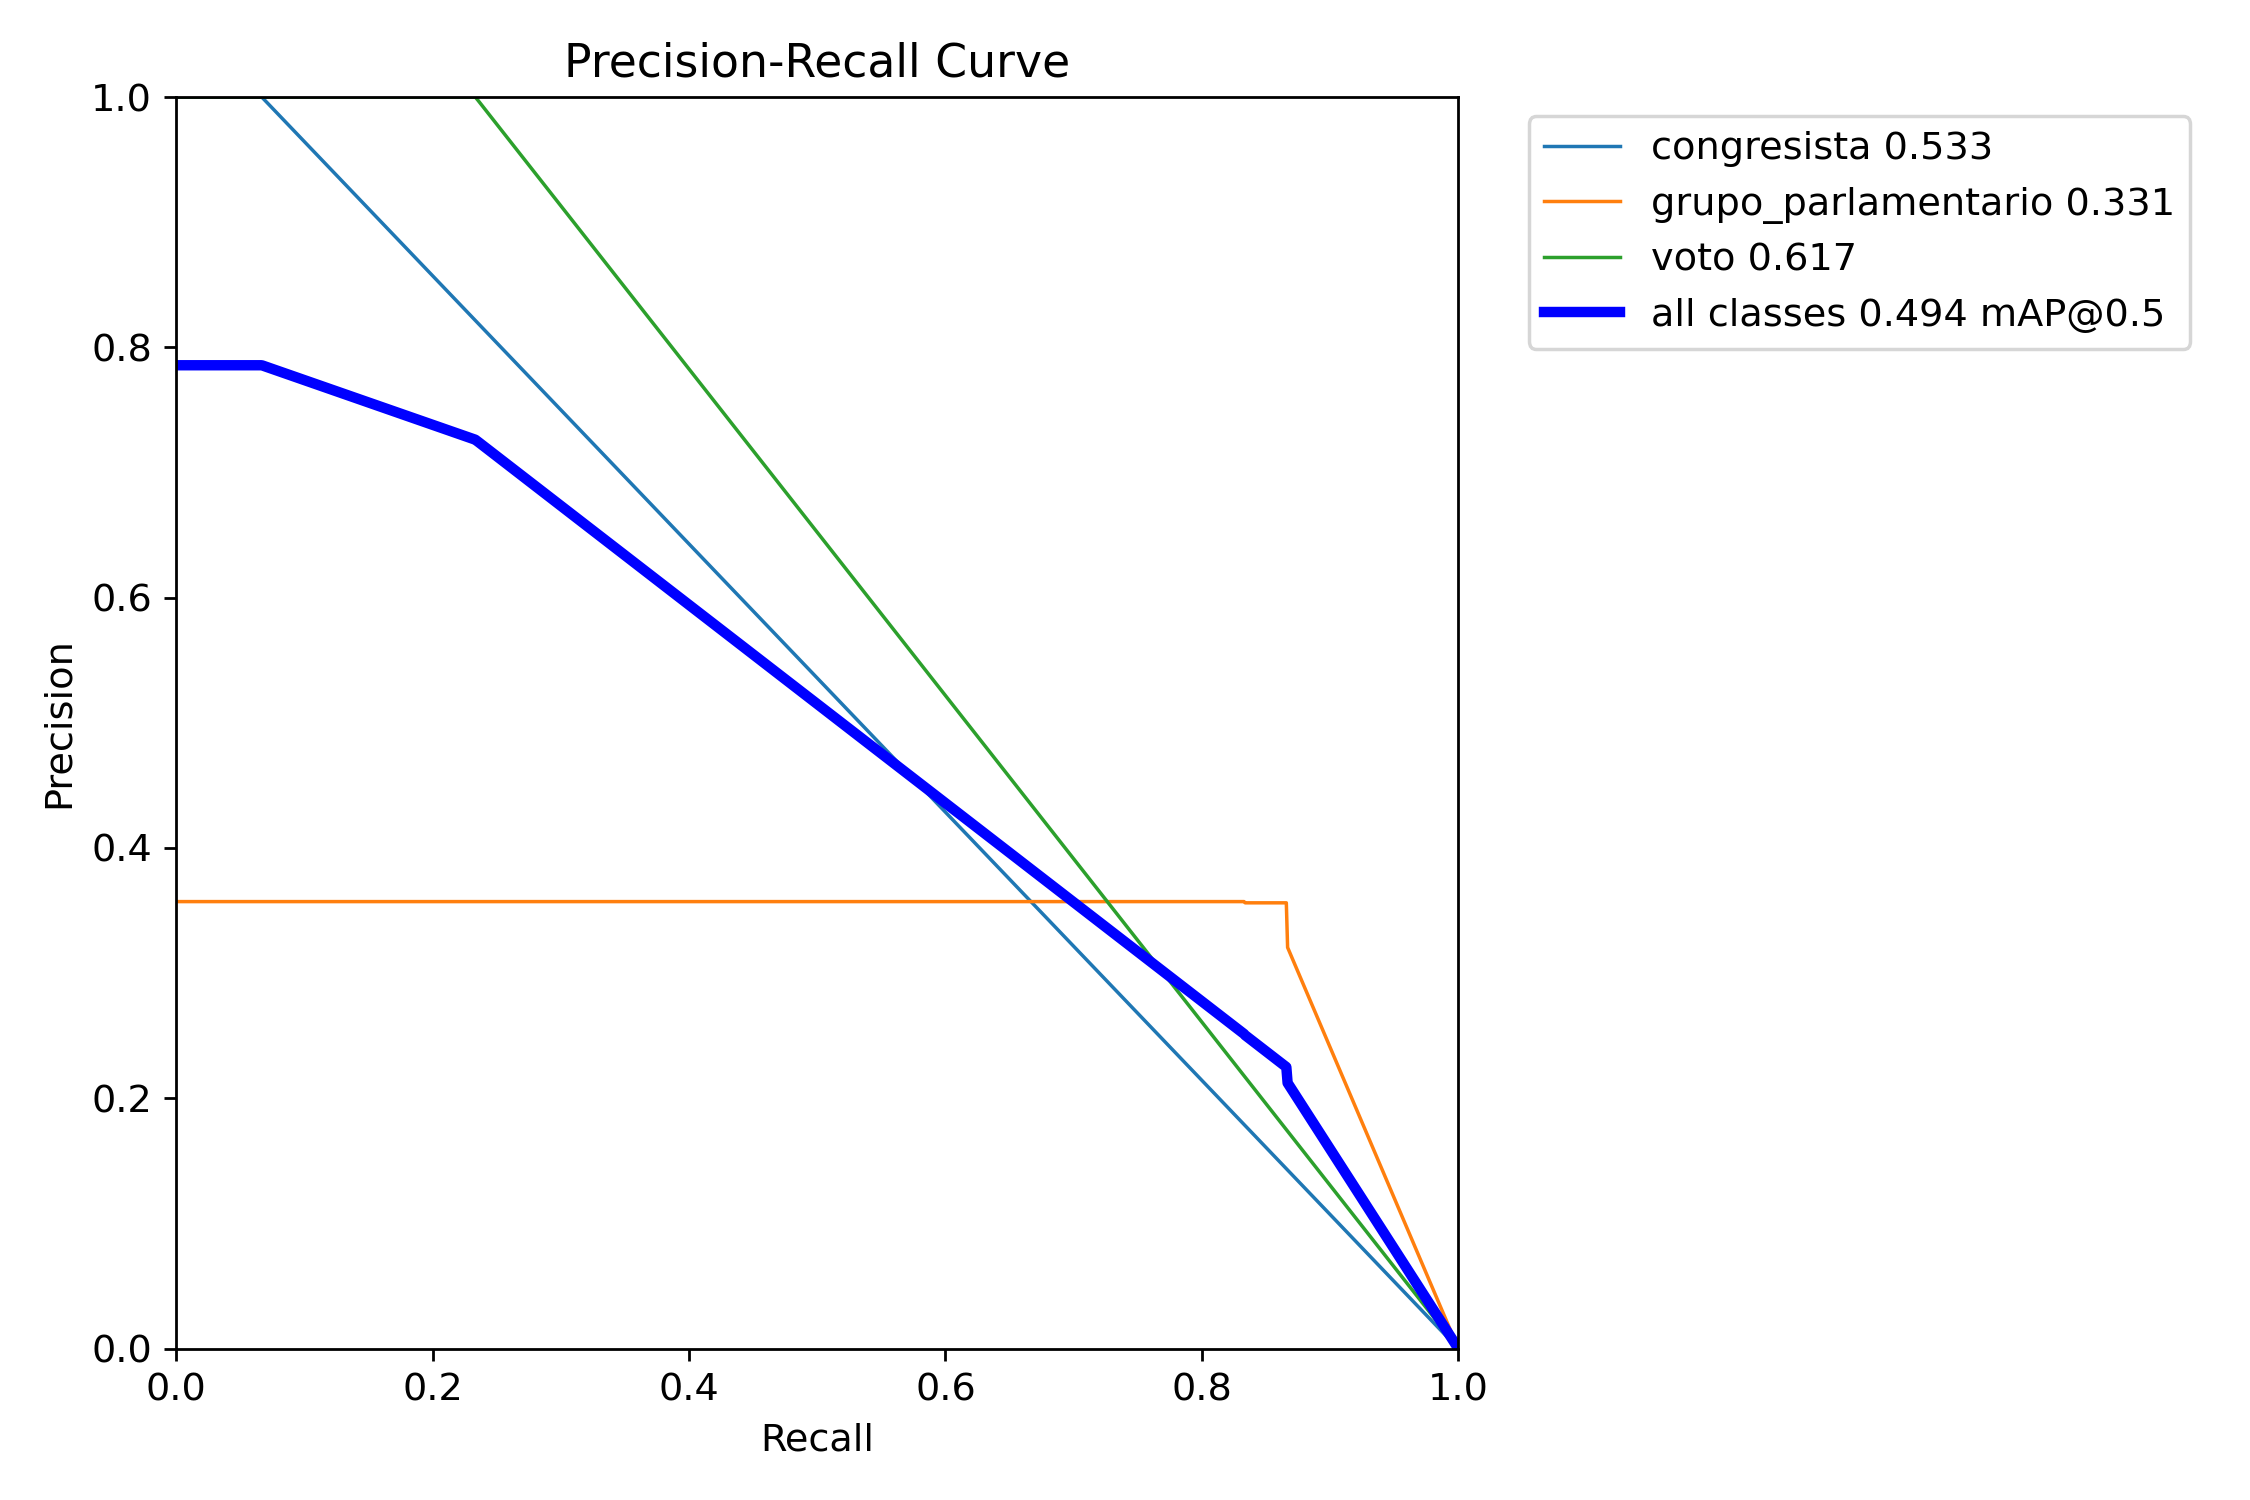 Precision-Recall Curve
1.0
0.8
0.6
0.4
0.2
0.0
Precision
0.0 0.2 0.4 0.6 0.8 1.0
Recall
congresista 0.533
grupo_parlamentario 0.331
voto 0.617
all classes 0.494 mAP@0.5